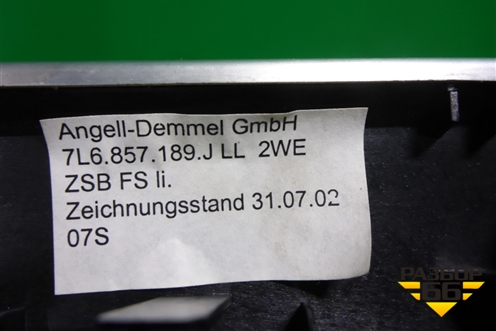 Angell-Demmel GmbH
7L6.857.189.J LL 2WE
ZSB FS li.
Zeichnungsstand 31.07.02
07S
РАЗБОР
66